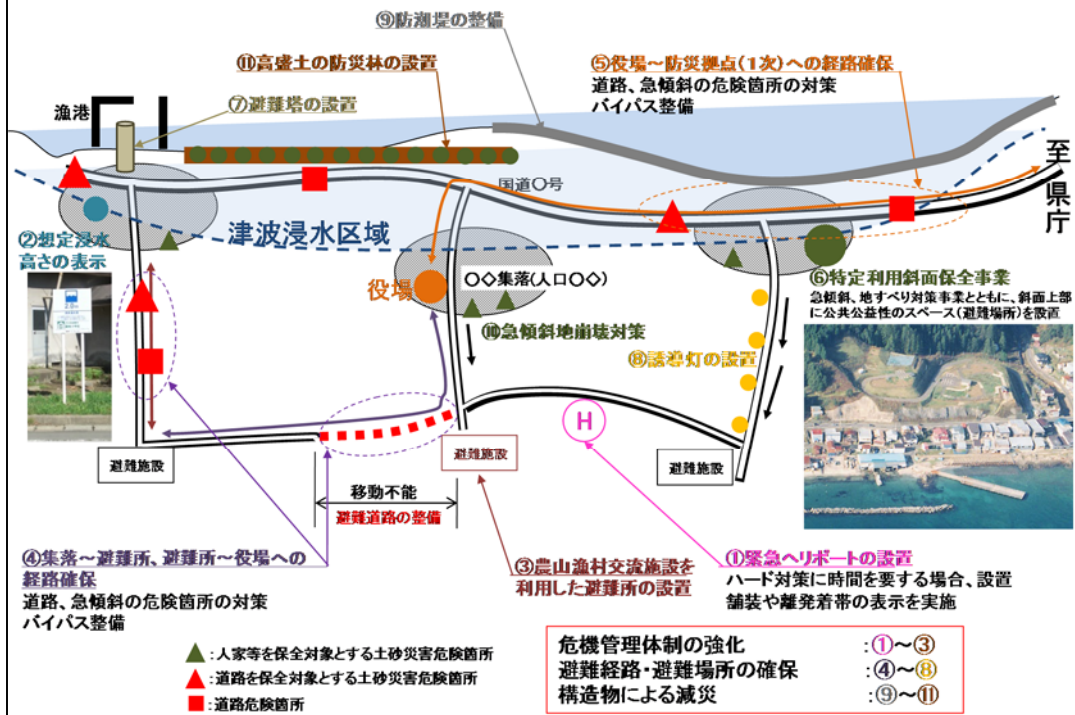 ⑨防潮堤の整備
⑪高盛土の防災林の設置
⑤役場～防災拠点(1次)への経路確保
道路、急傾斜の危険箇所の対策
バイパス整備
漁港
⑦避難塔の設置
至 県庁
国道〇号
津波浸水区域
②想定浸水
高さの表示
役場
〇◇集落(人口〇◇)
⑥特定利用斜面保全事業
急傾斜、地すべり対策事業とともに、斜面上部
に公共公益性のスペース(避難場所)を設置
⑩急傾斜地崩壊対策
⑧誘導灯の設置
H
避難施設
避難施設
避難施設
移動不能
避難道路の整備
④集落～避難所、避難所～役場への
経路確保
道路、急傾斜の危険箇所の対策
バイパス整備
③農山漁村交流施設を
利用した避難所の設置
①緊急ヘリポートの設置
ハード対策に時間を要する場合、設置
舗装や離発着帯の表示を実施
▲:人家等を保全対象とする土砂災害危険箇所
▲:道路を保全対象とする土砂災害危険箇所
■:道路危険箇所
危機管理体制の強化 :①～③
避難経路・避難場所の確保 :④～⑧
構造物による減災 :⑨～⑪